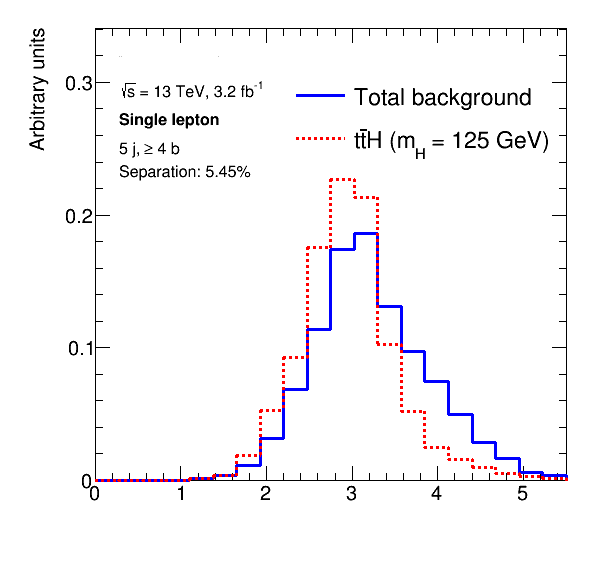 Arbitrary units
0.3
0.2
0.1
0
√s = 13 TeV, 3.2 fb⁻¹
Single lepton
5 j, ≥ 4 b
Separation: 5.45%
Total background
tt̄H (m_H = 125 GeV)
0 1 2 3 4 5